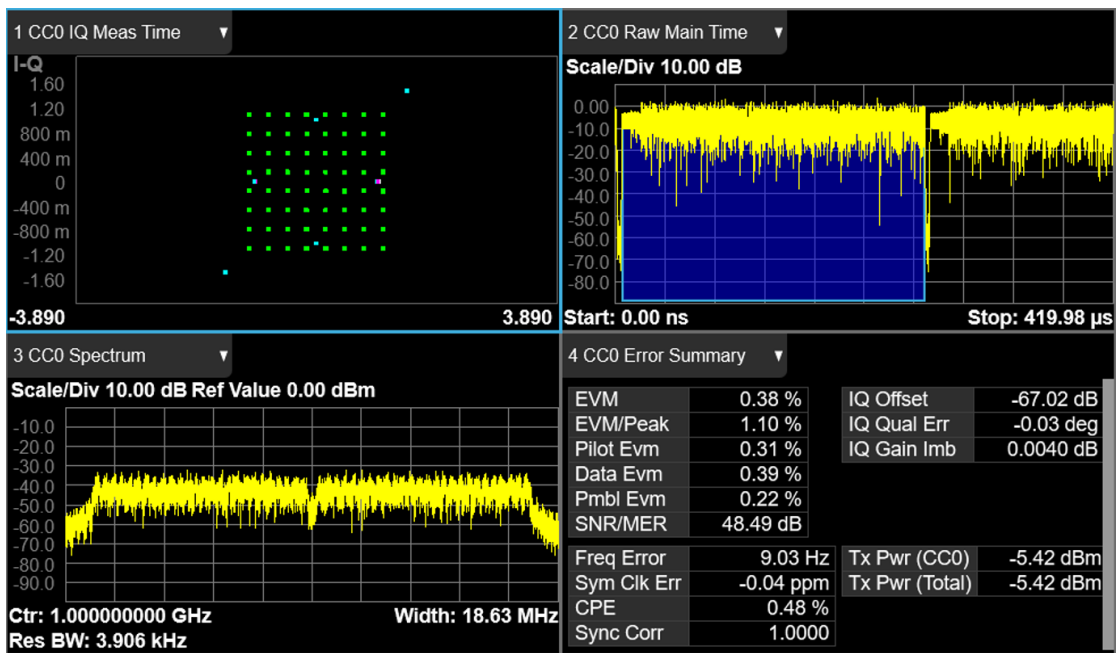 1 CC0 IQ Meas Time ▼
I-Q
1.60
1.20
800 m
400 m
0
-400 m
-800 m
-1.20
-1.60
-3.890 3.890
2 CC0 Raw Main Time ▼
Scale/Div 10.00 dB
0.00
-10.0
-20.0
-30.0
-40.0
-50.0
-60.0
-70.0
-80.0
Start: 0.00 ns Stop: 419.98 µs
3 CC0 Spectrum ▼
Scale/Div 10.00 dB Ref Value 0.00 dBm
-10.0
-20.0
-30.0
-40.0
-50.0
-60.0
-70.0
-80.0
-90.0
Ctr: 1.000000000 GHz Width: 18.63 MHz
Res BW: 3.906 kHz
4 CC0 Error Summary ▼
EVM 0.38 % IQ Offset -67.02 dB
EVM/Peak 1.10 % IQ Qual Err -0.03 deg
Pilot Evm 0.31 % IQ Gain Imb 0.0040 dB
Data Evm 0.39 %
Pmbl Evm 0.22 %
SNR/MER 48.49 dB
Freq Error 9.03 Hz Tx Pwr (CC0) -5.42 dBm
Sym Clk Err -0.04 ppm Tx Pwr (Total) -5.42 dBm
CPE 0.48 %
Sync Corr 1.0000